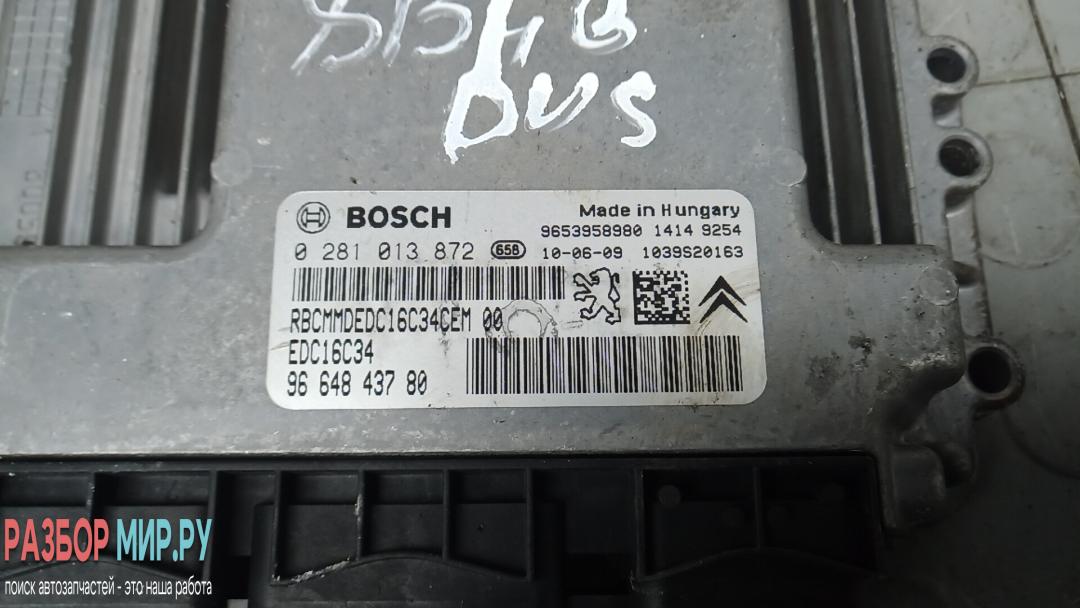 DVS
BOSCH
Made in Hungary
9653958980 1414 9254
0 281 013 872 658 10-06-09 1039S20163
RBCMMDEDC16C34CEM 00
EDC16C34
96 648 437 80
РАЗБОР МИР.РУ
поиск автозапчастей - это наша работа